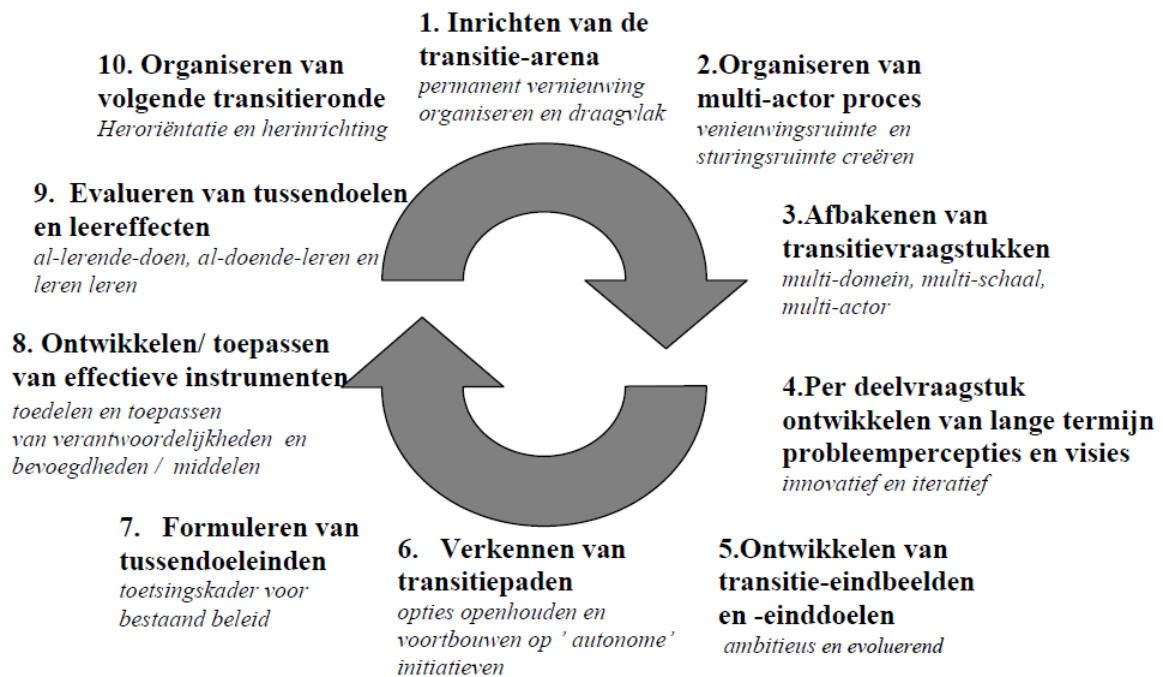 1. Inrichten van de
transitie-arena
permanent vernieuwing
organiseren en draagvlak
2.Organiseren van
multi-actor proces
venieuwingsruimte en
sturingsruimte creëren
3.Afbakenen van
transitievraagstukken
multi-domein, multi-schaal,
multi-actor
4.Per deelvraagstuk
ontwikkelen van lange termijn
probleempercepties en visies
innovatief en iteratief
5.Ontwikkelen van
transitie-eindbeelden
en -einddoelen
ambitieus en evoluerend
6. Verkennen van
transitiepaden
opties openhouden en
voortbouwen op ’ autonome’
initiatieven
7. Formuleren van
tussendoeleinden
toetsingskader voor
bestaand beleid
8. Ontwikkelen/ toepassen
van effectieve instrumenten
toedelen en toepassen
van verantwoordelijkheden en
bevoegdheden / middelen
9. Evalueren van tussendoelen
en leereffecten
al-lerende-doen, al-doende-leren en
leren leren
10. Organiseren van
volgende transitieronde
Heroriëntatie en herinrichting